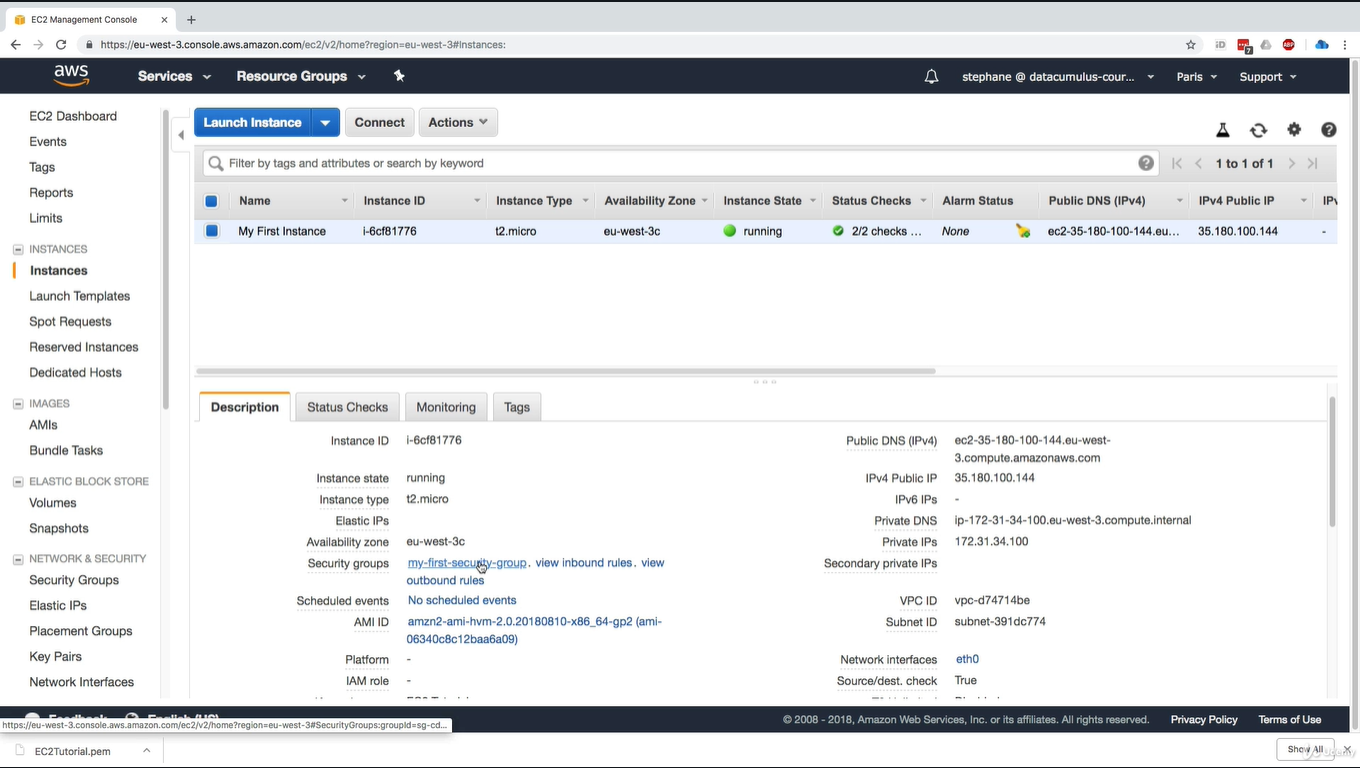 EC2 Management Console
https://eu-west-3.console.aws.amazon.com/ec2/v2/home?region=eu-west-3#Instances:
iD
7
ABP
aws
Services
Resource Groups
stephane @ datacumulus-cour...
Paris
Support
EC2 Dashboard
Events
Tags
Reports
Limits
INSTANCES
Instances
Launch Templates
Spot Requests
Reserved Instances
Dedicated Hosts
IMAGES
AMIs
Bundle Tasks
ELASTIC BLOCK STORE
Volumes
Snapshots
NETWORK & SECURITY
Security Groups
Elastic IPs
Placement Groups
Key Pairs
Network Interfaces
Launch Instance
Connect
Actions
Filter by tags and attributes or search by keyword
1 to 1 of 1
Name Instance ID Instance Type Availability Zone Instance State Status Checks Alarm Status Public DNS (IPv4) IPv4 Public IP IPv
My First Instance i-6cf81776 t2.micro eu-west-3c running 2/2 checks ... None ec2-35-180-100-144.eu... 35.180.100.144 -
Description
Status Checks
Monitoring
Tags
Instance ID i-6cf81776
Instance state running
Instance type t2.micro
Elastic IPs
Availability zone eu-west-3c
Security groups my-first-security-group. view inbound rules. view
outbound rules
Scheduled events No scheduled events
AMI ID amzn2-ami-hvm-2.0.20180810-x86_64-gp2 (ami-
06340c8c12baa6a09)
Platform -
IAM role -
Public DNS (IPv4) ec2-35-180-100-144.eu-west-
3.compute.amazonaws.com
IPv4 Public IP 35.180.100.144
IPv6 IPs -
Private DNS ip-172-31-34-100.eu-west-3.compute.internal
Private IPs 172.31.34.100
Secondary private IPs
VPC ID vpc-d74714be
Subnet ID subnet-391dc774
Network interfaces eth0
Source/dest. check True
Feedback English (US)
© 2008 - 2018, Amazon Web Services, Inc. or its affiliates. All rights reserved.
Privacy Policy
Terms of Use
https://eu-west-3.console.aws.amazon.com/ec2/v2/home?region=eu-west-3#SecurityGroups:groupId=sg-cd...
EC2Tutorial.pem
Show All
Udemy